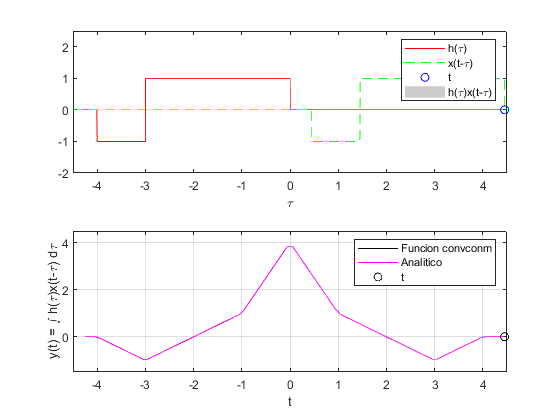 2
1
0
-1
-2
-4
-3
-2
-1
0
1
2
3
4
τ
h(τ)
x(t-τ)
t
h(τ)x(t-τ)
y(t) = ∫ h(τ)x(t-τ) dτ
4
2
0
-4
-3
-2
-1
0
1
2
3
4
t
Funcion convconm
Analitico
t